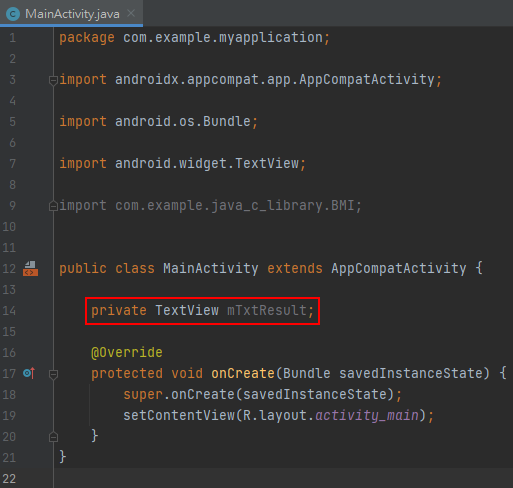 MainActivity.java
1 package com.example.myapplication;
2
3 import androidx.appcompat.app.AppCompatActivity;
4
5 import android.os.Bundle;
6
7 import android.widget.TextView;
8
9 import com.example.java_c_library.BMI;
10
11
12 public class MainActivity extends AppCompatActivity {
13
14 private TextView mTxtResult;
15
16 @Override
17 protected void onCreate(Bundle savedInstanceState) {
18 super.onCreate(savedInstanceState);
19 setContentView(R.layout.activity_main);
20 }
21 }
22